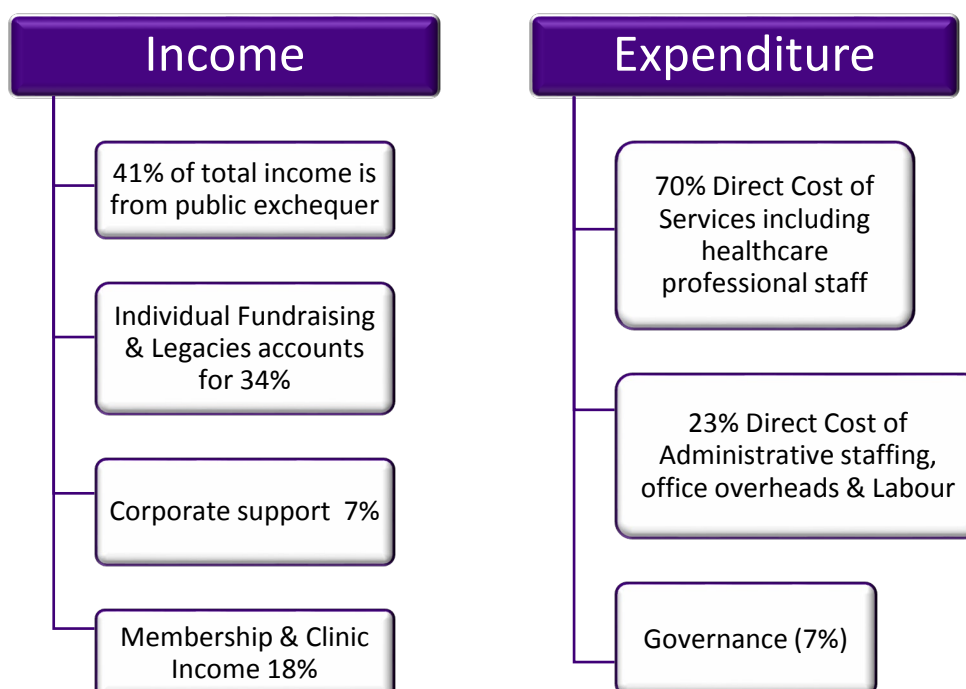 Income
41% of total income is
from public exchequer
Individual Fundraising
& Legacies accounts
for 34%
Corporate support 7%
Membership & Clinic
Income 18%
Expenditure
70% Direct Cost of
Services including
healthcare
professional staff
23% Direct Cost of
Administrative staffing,
office overheads & Labour
Governance (7%)